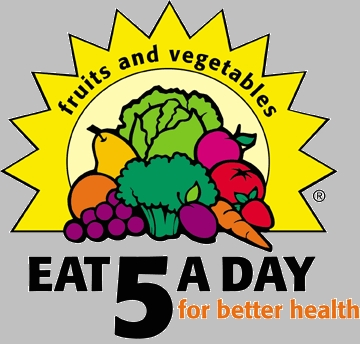 fruits and vegetables
®
EAT 5 A DAY
for better health